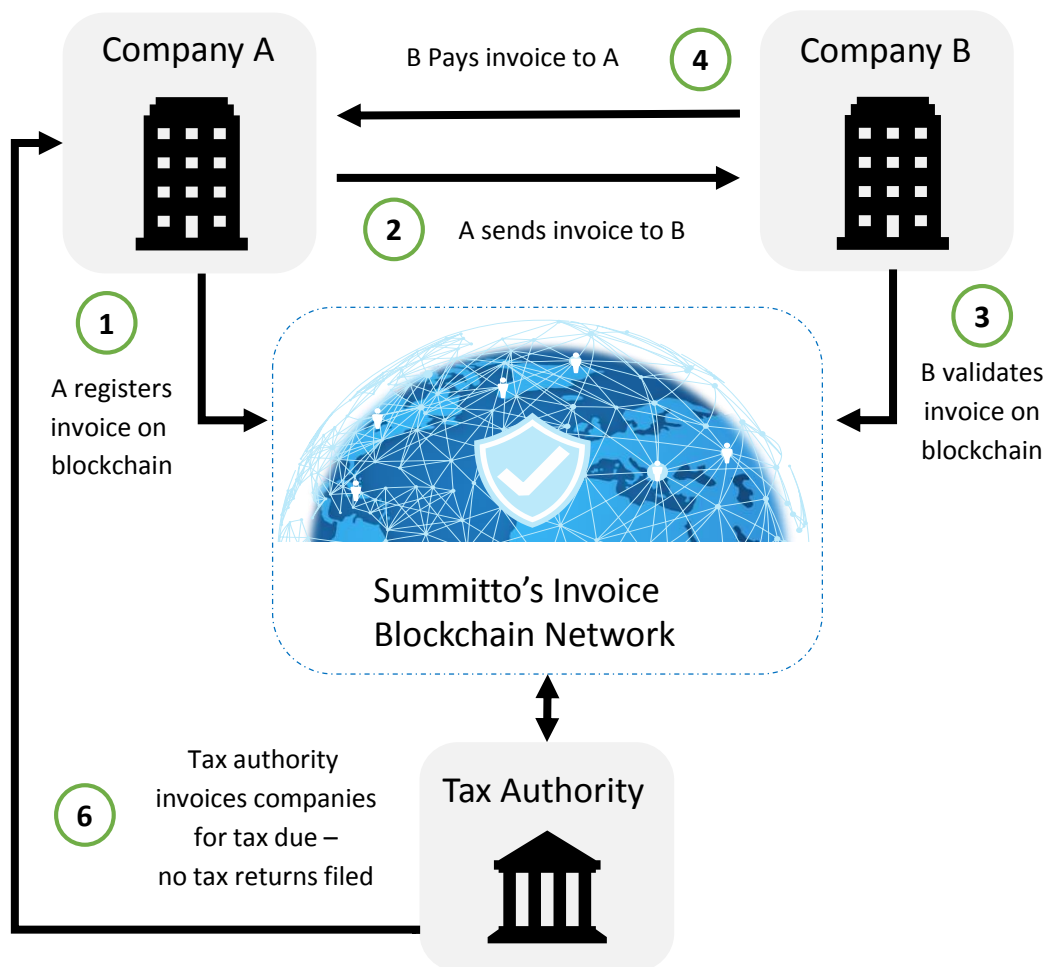 Company A
Company B
B Pays invoice to A
4
2
A sends invoice to B
1
A registers
invoice on
blockchain
3
B validates
invoice on
blockchain
Summitto’s Invoice
Blockchain Network
6
Tax authority
invoices companies
for tax due –
no tax returns filed
Tax Authority